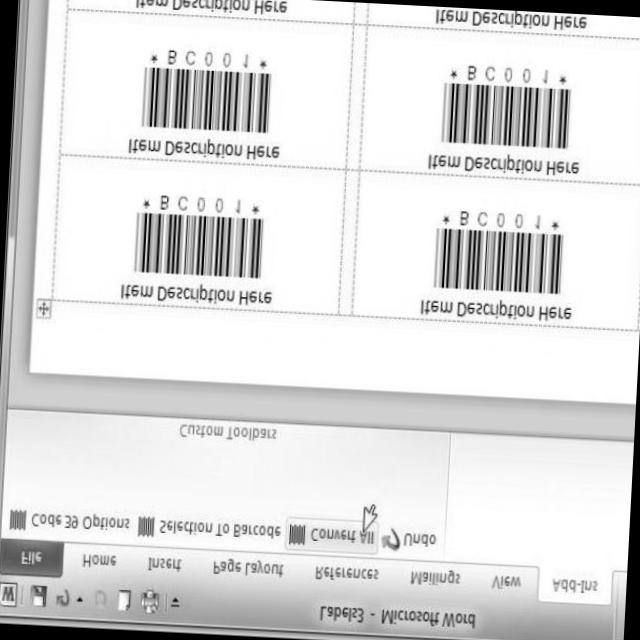 Labels3 - Microsoft Word
File Home Insert Page Layout References Mailings View Add-Ins
Code 39 Options Selection To Barcode Convert All Undo
Custom Toolbars
Item Description Here Item Description Here
* B C 0 0 1 * * B C 0 0 1 *
Item Description Here Item Description Here
* B C 0 0 1 * * B C 0 0 1 *
Item Description Here Item Description Here